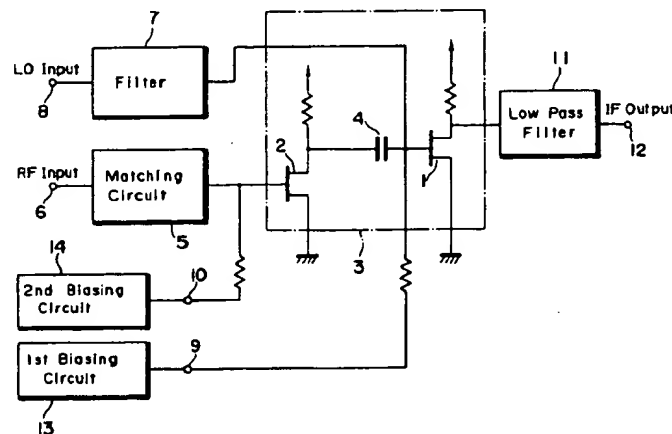 7
11
LO Input
Filter
8
2
4
Low Pass
Filter
IF Output
12
RF Input
Matching
Circuit
6
5
1
14
10
3
2nd Biasing
Circuit
9
1st Biasing
Circuit
13